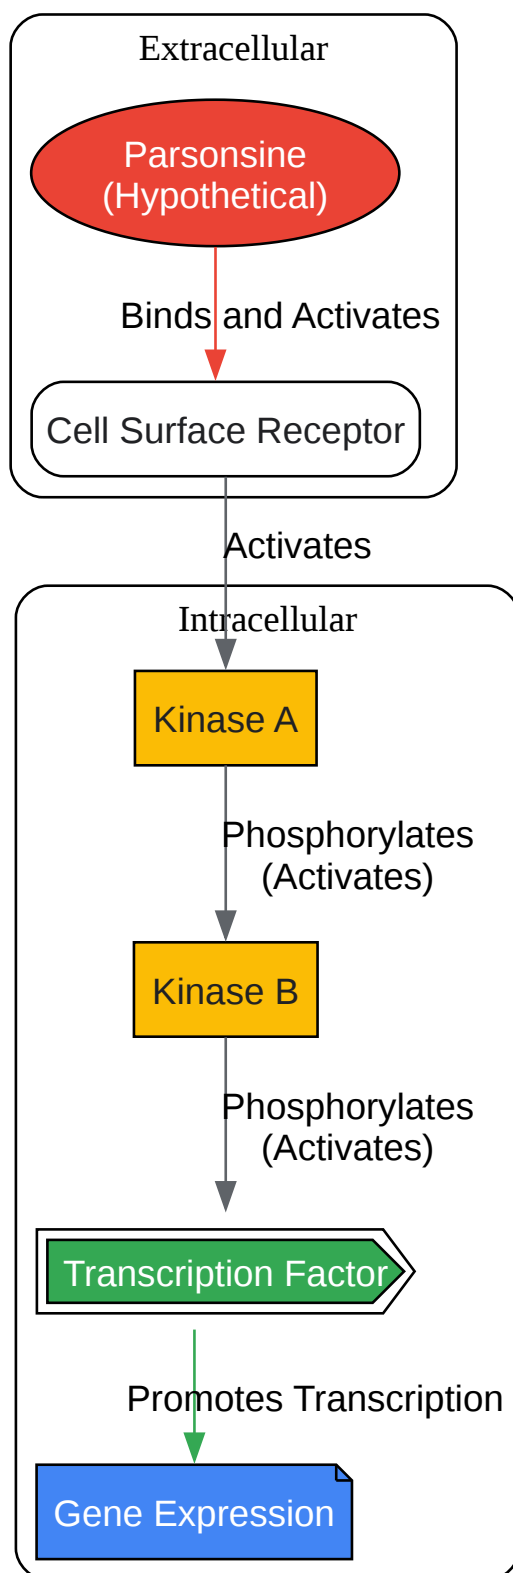 Extracellular
Parsonsine
(Hypothetical)
Binds and Activates
Cell Surface Receptor
Activates
Intracellular
Kinase A
Phosphorylates
(Activates)
Kinase B
Phosphorylates
(Activates)
Transcription Factor
Promotes Transcription
Gene Expression